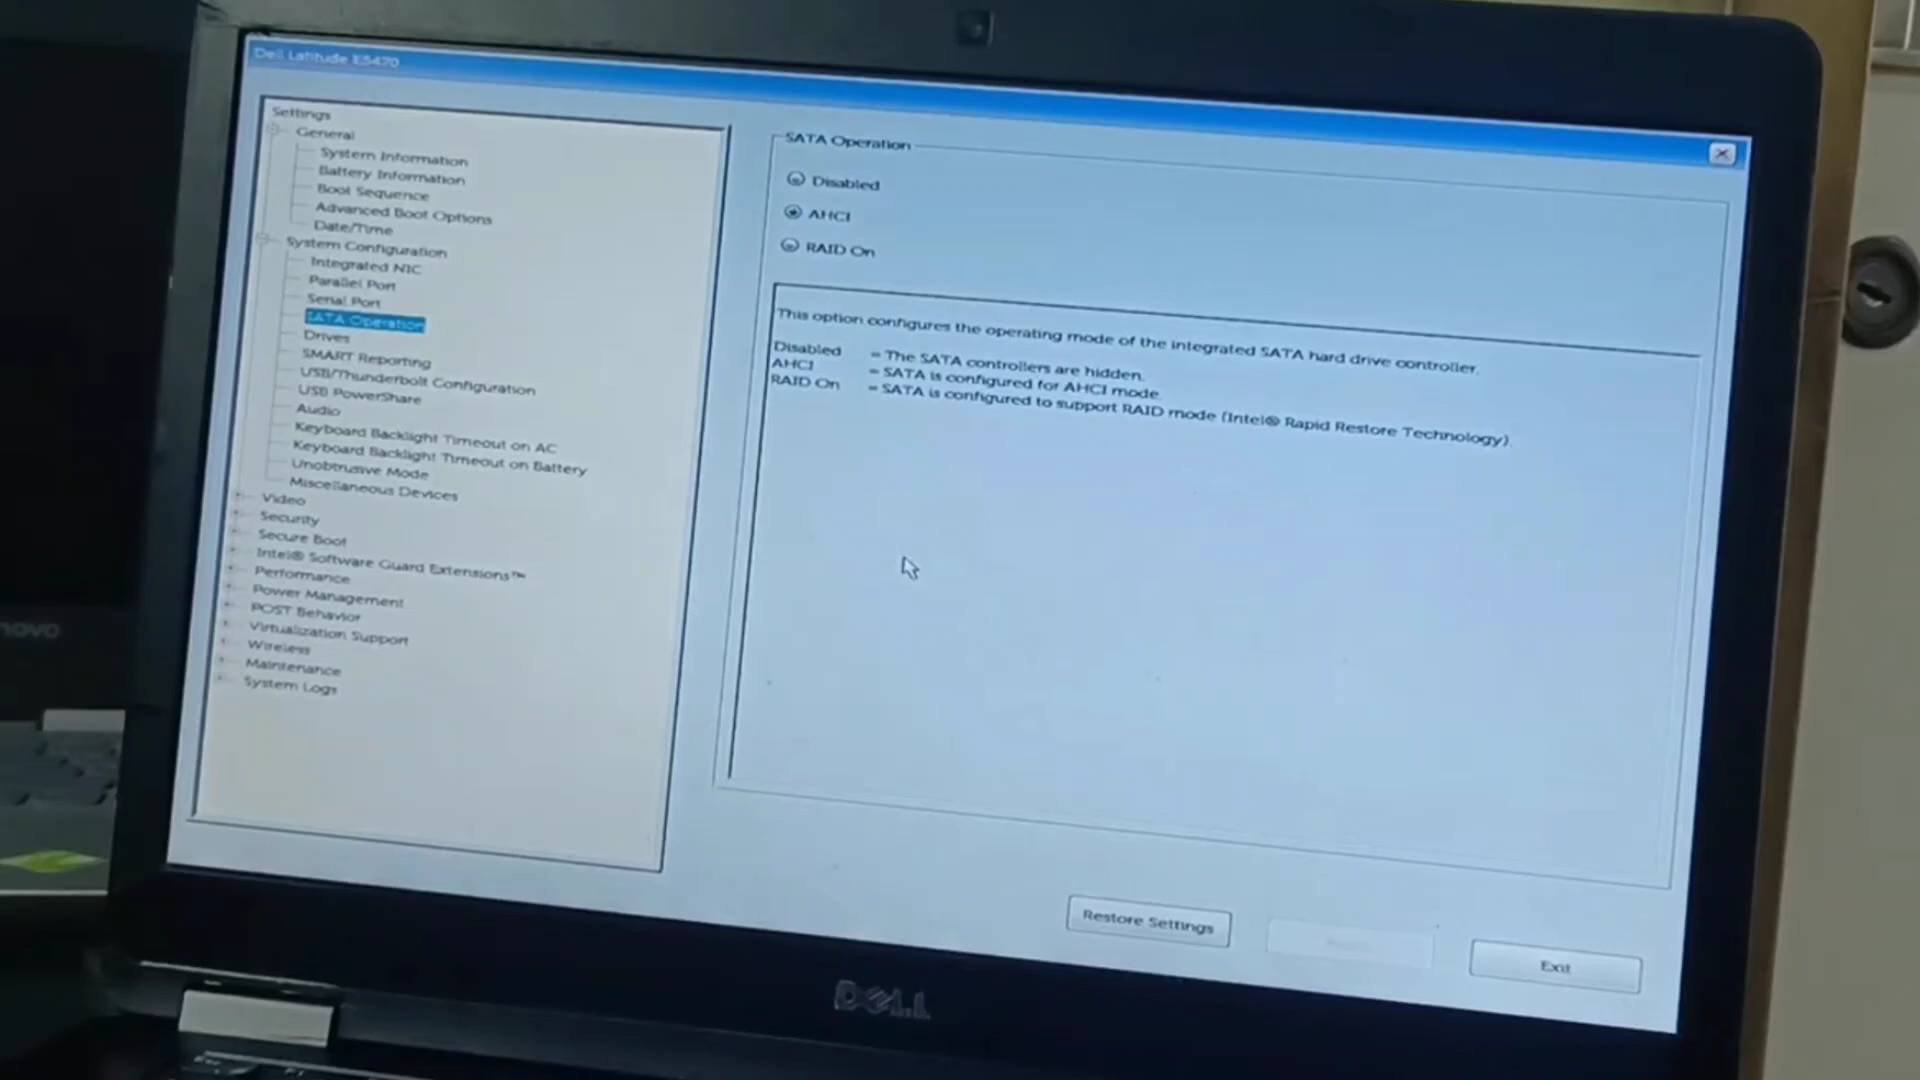 Dell Latitude E5470
Settings
General
System Information
Battery Information
Boot Sequence
Advanced Boot Options
Date/Time
System Configuration
Integrated NIC
Parallel Port
Serial Port
SATA Operation
Drives
SMART Reporting
USB/Thunderbolt Configuration
USB PowerShare
Audio
Keyboard Backlight Timeout on AC
Keyboard Backlight Timeout on Battery
Unobtrusive Mode
Miscellaneous Devices
Video
Security
Secure Boot
Intel® Software Guard Extensions™
Performance
Power Management
POST Behavior
Virtualization Support
Wireless
Maintenance
System Logs
SATA Operation
Disabled
AHCI
RAID On
This option configures the operating mode of the integrated SATA hard drive controller.
Disabled = The SATA controllers are hidden.
AHCI = SATA is configured for AHCI mode.
RAID On = SATA is configured to support RAID mode (Intel® Rapid Restore Technology).
Restore Settings
Exit
DELL
novo